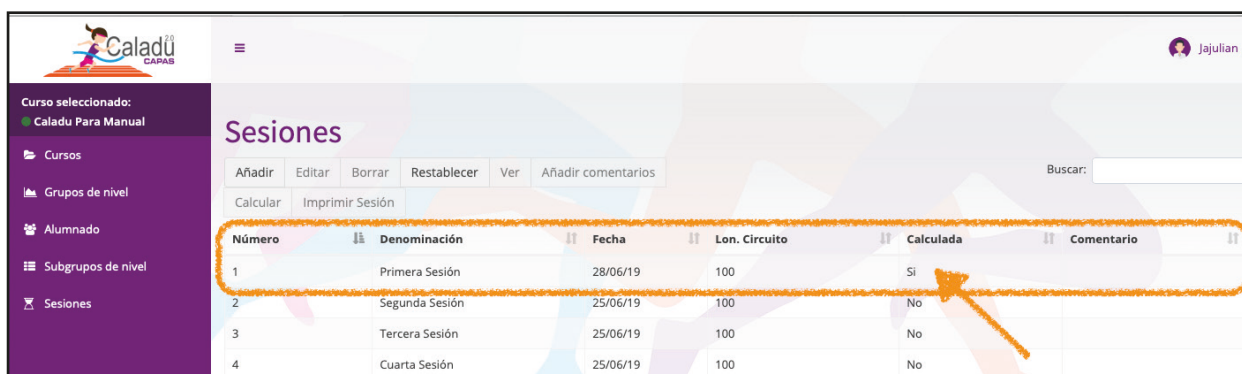 Caladü 2.0
CAPAS
Jajulian
Curso seleccionado:
Caladu Para Manual
Cursos
Grupos de nivel
Alumnado
Subgrupos de nivel
Sesiones
Sesiones
Añadir Editar Borrar Restablecer Ver Añadir comentarios
Buscar:
Calcular Imprimir Sesión
Número Denominación Fecha Lon. Circuito Calculada Comentario
1 Primera Sesión 28/06/19 100 Si
2 Segunda Sesión 25/06/19 100 No
3 Tercera Sesión 25/06/19 100 No
4 Cuarta Sesión 25/06/19 100 No